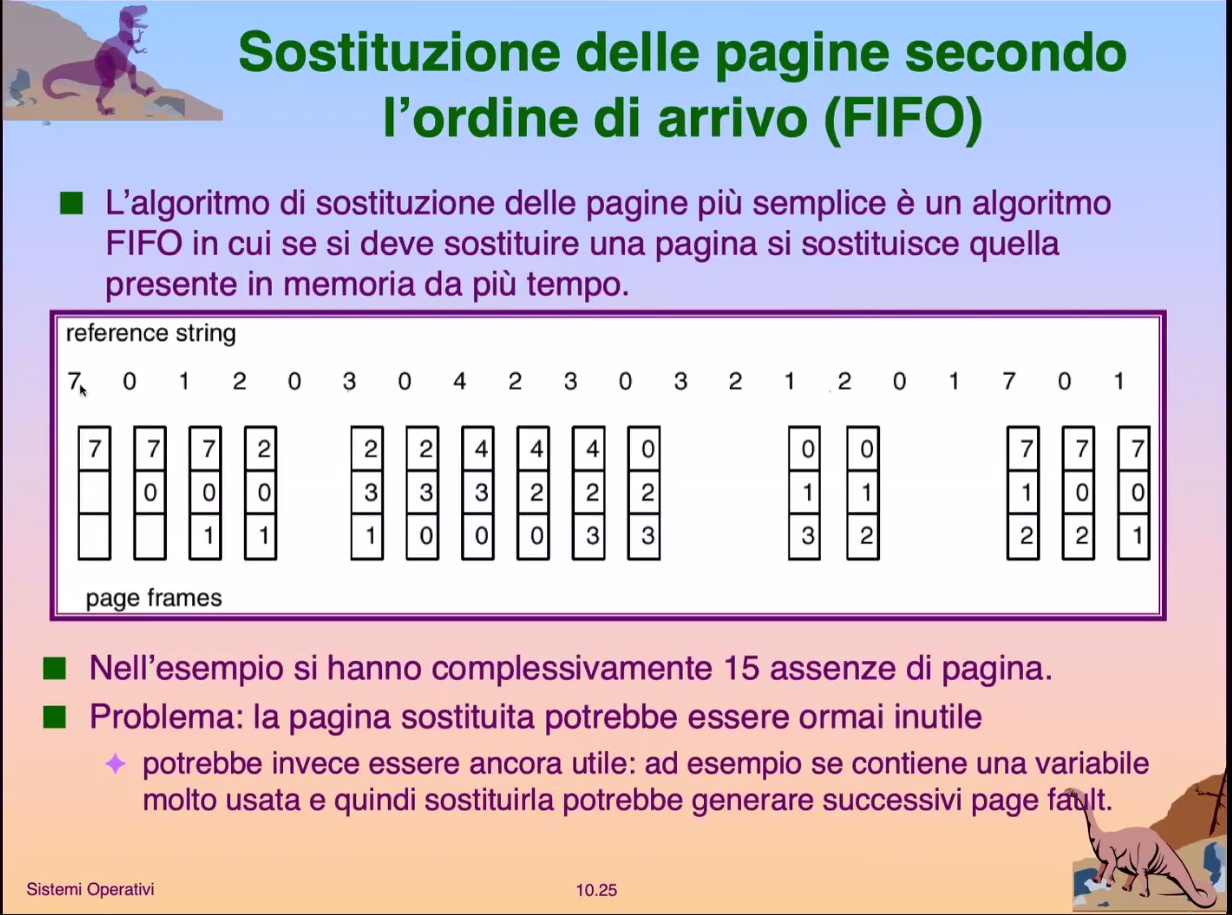 Sostituzione delle pagine secondo
l'ordine di arrivo (FIFO)
L'algoritmo di sostituzione delle pagine più semplice è un algoritmo
FIFO in cui se si deve sostituire una pagina si sostituisce quella
presente in memoria da più tempo.
reference string
7 0 1 2 0 3 0 4 2 3 0 3 2 1 2 0 1 7 0 1
7 7 7 2 2 2 4 4 4 0 0 0 7 7 7
0 0 0 3 3 3 2 2 2 1 1 1 0 0
1 1 1 0 0 0 3 3 3 2 2 2 1
page frames
Nell'esempio si hanno complessivamente 15 assenze di pagina.
Problema: la pagina sostituita potrebbe essere ormai inutile
potrebbe invece essere ancora utile: ad esempio se contiene una variabile
molto usata e quindi sostituirla potrebbe generare successivi page fault.
Sistemi Operativi 10.25